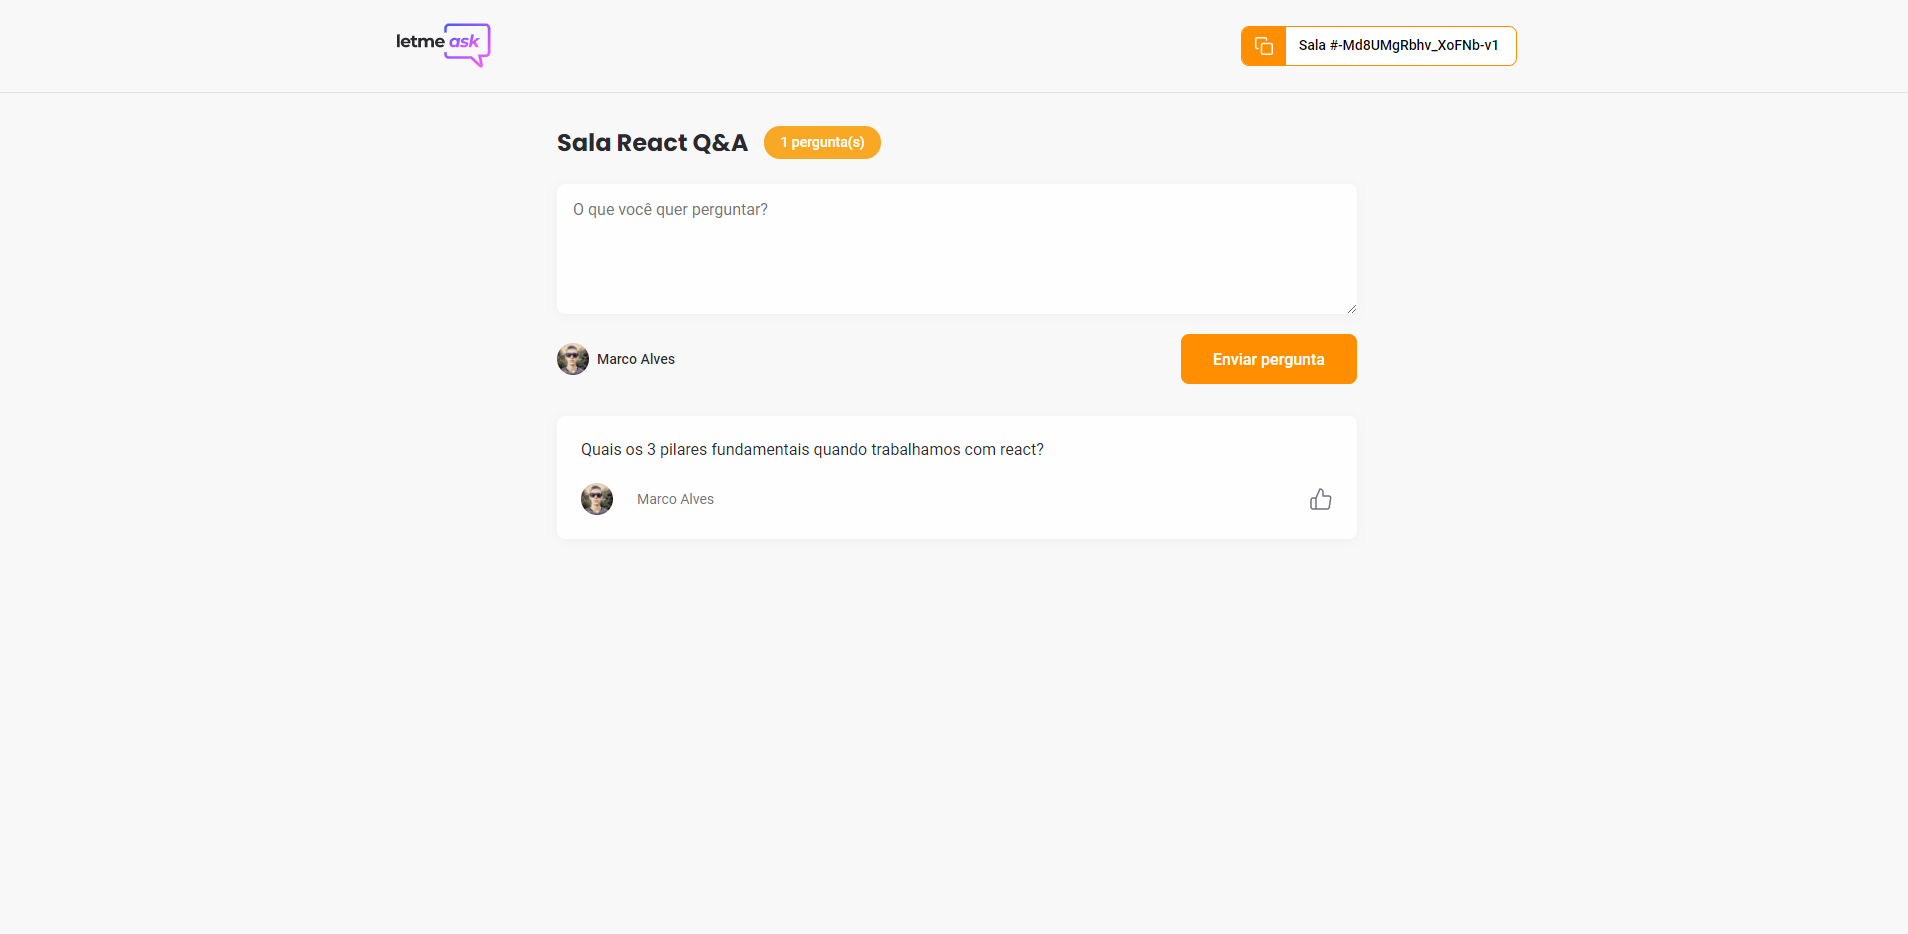 letme ask
Sala #-Md8UMgRbhv_XoFNb-v1
Sala React Q&A
1 pergunta(s)
O que você quer perguntar?
Marco Alves
Enviar pergunta
Quais os 3 pilares fundamentais quando trabalhamos com react?
Marco Alves